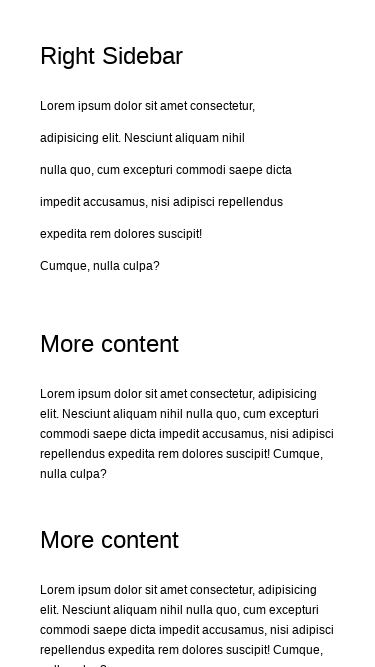 Right Sidebar
Lorem ipsum dolor sit amet consectetur,
adipisicing elit. Nesciunt aliquam nihil
nulla quo, cum excepturi commodi saepe dicta
impedit accusamus, nisi adipisci repellendus
expedita rem dolores suscipit!
Cumque, nulla culpa?
More content
Lorem ipsum dolor sit amet consectetur, adipisicing
elit. Nesciunt aliquam nihil nulla quo, cum excepturi
commodi saepe dicta impedit accusamus, nisi adipisci
repellendus expedita rem dolores suscipit! Cumque,
nulla culpa?
More content
Lorem ipsum dolor sit amet consectetur, adipisicing
elit. Nesciunt aliquam nihil nulla quo, cum excepturi
commodi saepe dicta impedit accusamus, nisi adipisci
repellendus expedita rem dolores suscipit! Cumque,